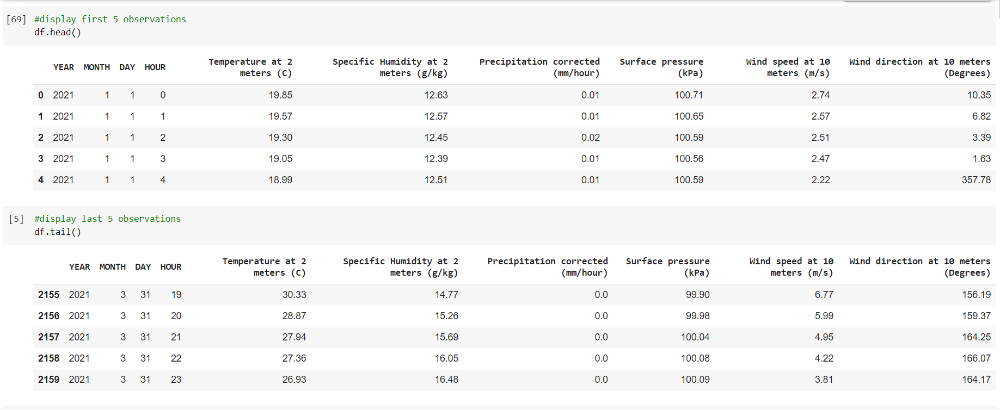 [69] #display first 5 observations
df.head()
YEAR MONTH DAY HOUR Temperature at 2 meters (C) Specific Humidity at 2 meters (g/kg) Precipitation corrected (mm/hour) Surface pressure (kPa) Wind speed at 10 meters (m/s) Wind direction at 10 meters (Degrees)
0 2021 1 1 0 19.85 12.63 0.01 100.71 2.74 10.35
1 2021 1 1 1 19.57 12.57 0.01 100.65 2.57 6.82
2 2021 1 1 2 19.30 12.45 0.02 100.59 2.51 3.39
3 2021 1 1 3 19.05 12.39 0.01 100.56 2.47 1.63
4 2021 1 1 4 18.99 12.51 0.01 100.59 2.22 357.78
[5] #display last 5 observations
df.tail()
YEAR MONTH DAY HOUR Temperature at 2 meters (C) Specific Humidity at 2 meters (g/kg) Precipitation corrected (mm/hour) Surface pressure (kPa) Wind speed at 10 meters (m/s) Wind direction at 10 meters (Degrees)
2155 2021 3 31 19 30.33 14.77 0.0 99.90 6.77 156.19
2156 2021 3 31 20 28.87 15.26 0.0 99.98 5.99 159.37
2157 2021 3 31 21 27.94 15.69 0.0 100.04 4.95 164.25
2158 2021 3 31 22 27.36 16.05 0.0 100.08 4.22 166.07
2159 2021 3 31 23 26.93 16.48 0.0 100.09 3.81 164.17